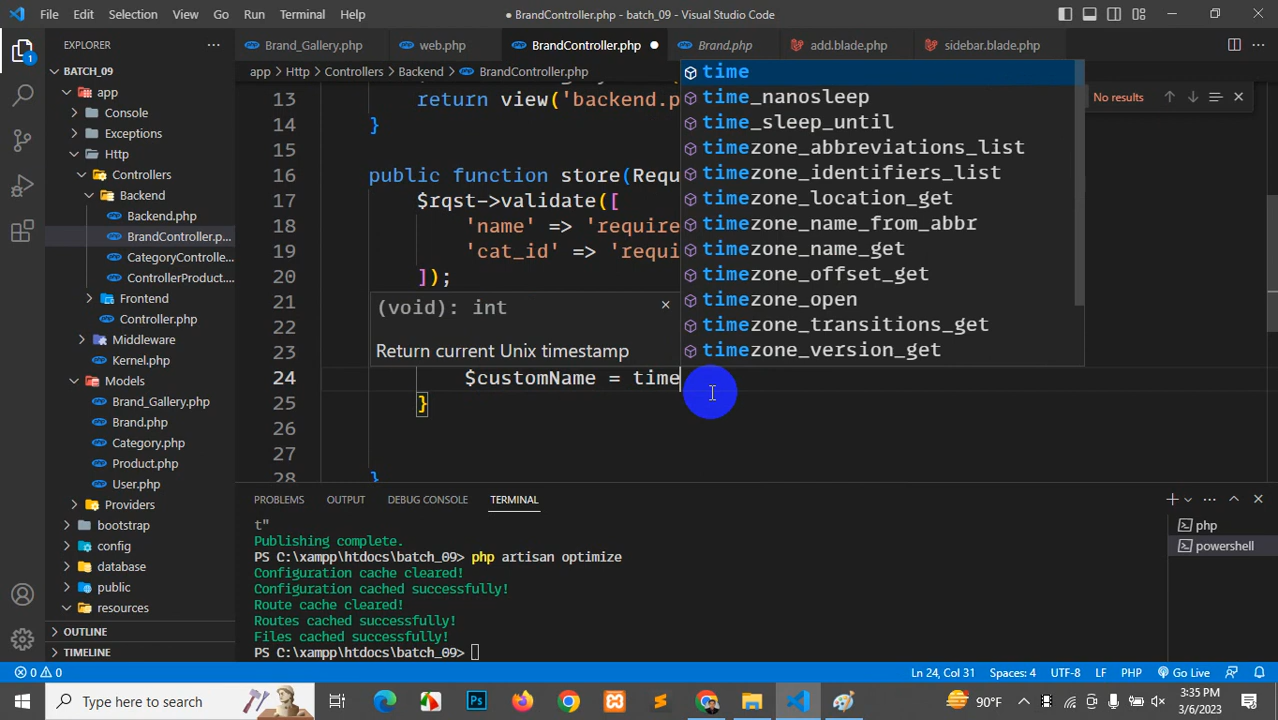 File Edit Selection View Go Run Terminal Help
● BrandController.php - batch_09 - Visual Studio Code
EXPLORER
Brand_Gallery.php web.php BrandController.php ● Brand.php add.blade.php sidebar.blade.php
app > Http > Controllers > Backend > BrandController.php
BATCH_09
app
Console
Exceptions
Http
Controllers
Backend
Backend.php
BrandController.p...
CategoryControlle...
ControllerProduct...
Frontend
Controller.php
Middleware
Kernel.php
Models
Brand_Gallery.php
Brand.php
Category.php
Product.php
User.php
Providers
bootstrap
config
database
public
resources
OUTLINE
TIMELINE
1
No results
13 return view('backend.p
14 }
15
16 public function store(Requ
17 $rqst->validate([
18 'name' => 'require
19 'cat_id' => 'requi
20 ]);
21
22
23
24 $customName = time
25 }
26
27
28 }
(void): int ×
Return current Unix timestamp
time
time_nanosleep
time_sleep_until
timezone_abbreviations_list
timezone_identifiers_list
timezone_location_get
timezone_name_from_abbr
timezone_name_get
timezone_offset_get
timezone_open
timezone_transitions_get
timezone_version_get
PROBLEMS OUTPUT DEBUG CONSOLE TERMINAL
t"
Publishing complete.
PS C:\xampp\htdocs\batch_09> php artisan optimize
Configuration cache cleared!
Configuration cached successfully!
Route cache cleared!
Routes cached successfully!
Files cached successfully!
PS C:\xampp\htdocs\batch_09>
php
powershell
0 0
Ln 24, Col 31 Spaces: 4 UTF-8 LF PHP Go Live
Type here to search
Ps
90°F
3:35 PM
3/6/2023